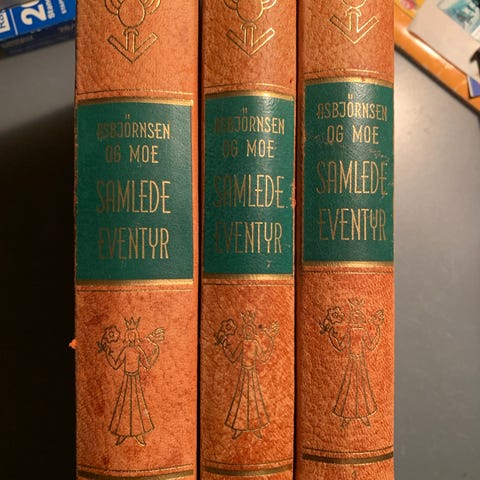 ASBJÖRNSEN
OG MOE
SAMLEDE
EVENTYR
ASBJÖRNSEN
OG MOE
SAMLEDE
EVENTYR
ASBJÖRNSEN
OG MOE
SAMLEDE
EVENTYR